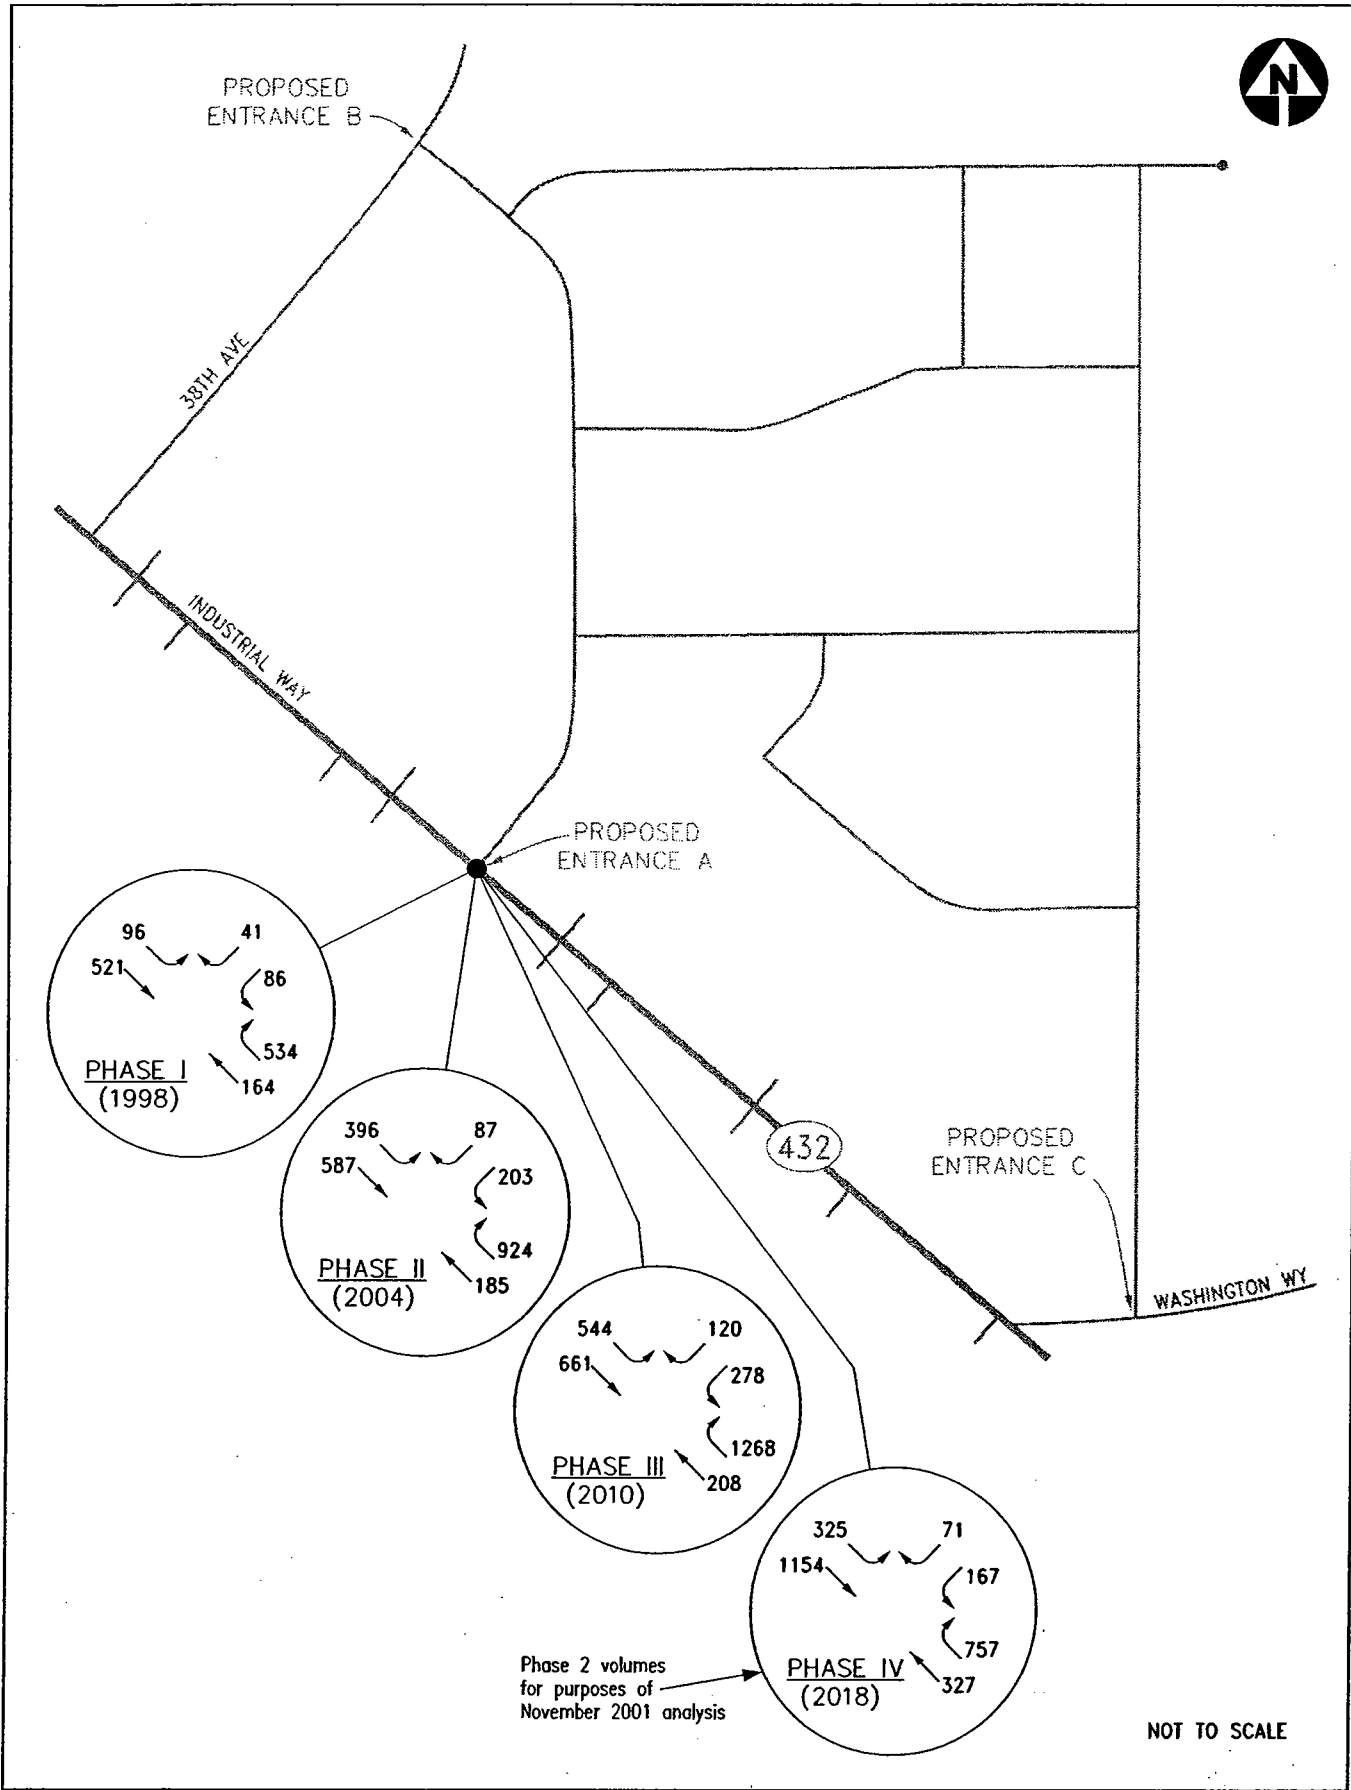 PROPOSED
ENTRANCE B
N
38TH AVE
INDUSTRIAL WAY
PROPOSED
ENTRANCE A
96
41
521
86
534
PHASE I
(1998)
164
396
87
587
203
924
PHASE II
(2004)
185
432
PROPOSED
ENTRANCE C
WASHINGTON WY
544
120
661
278
1268
PHASE III
(2010)
208
325
71
1154
167
757
PHASE IV
(2018)
327
Phase 2 volumes
for purposes of
November 2001 analysis
NOT TO SCALE